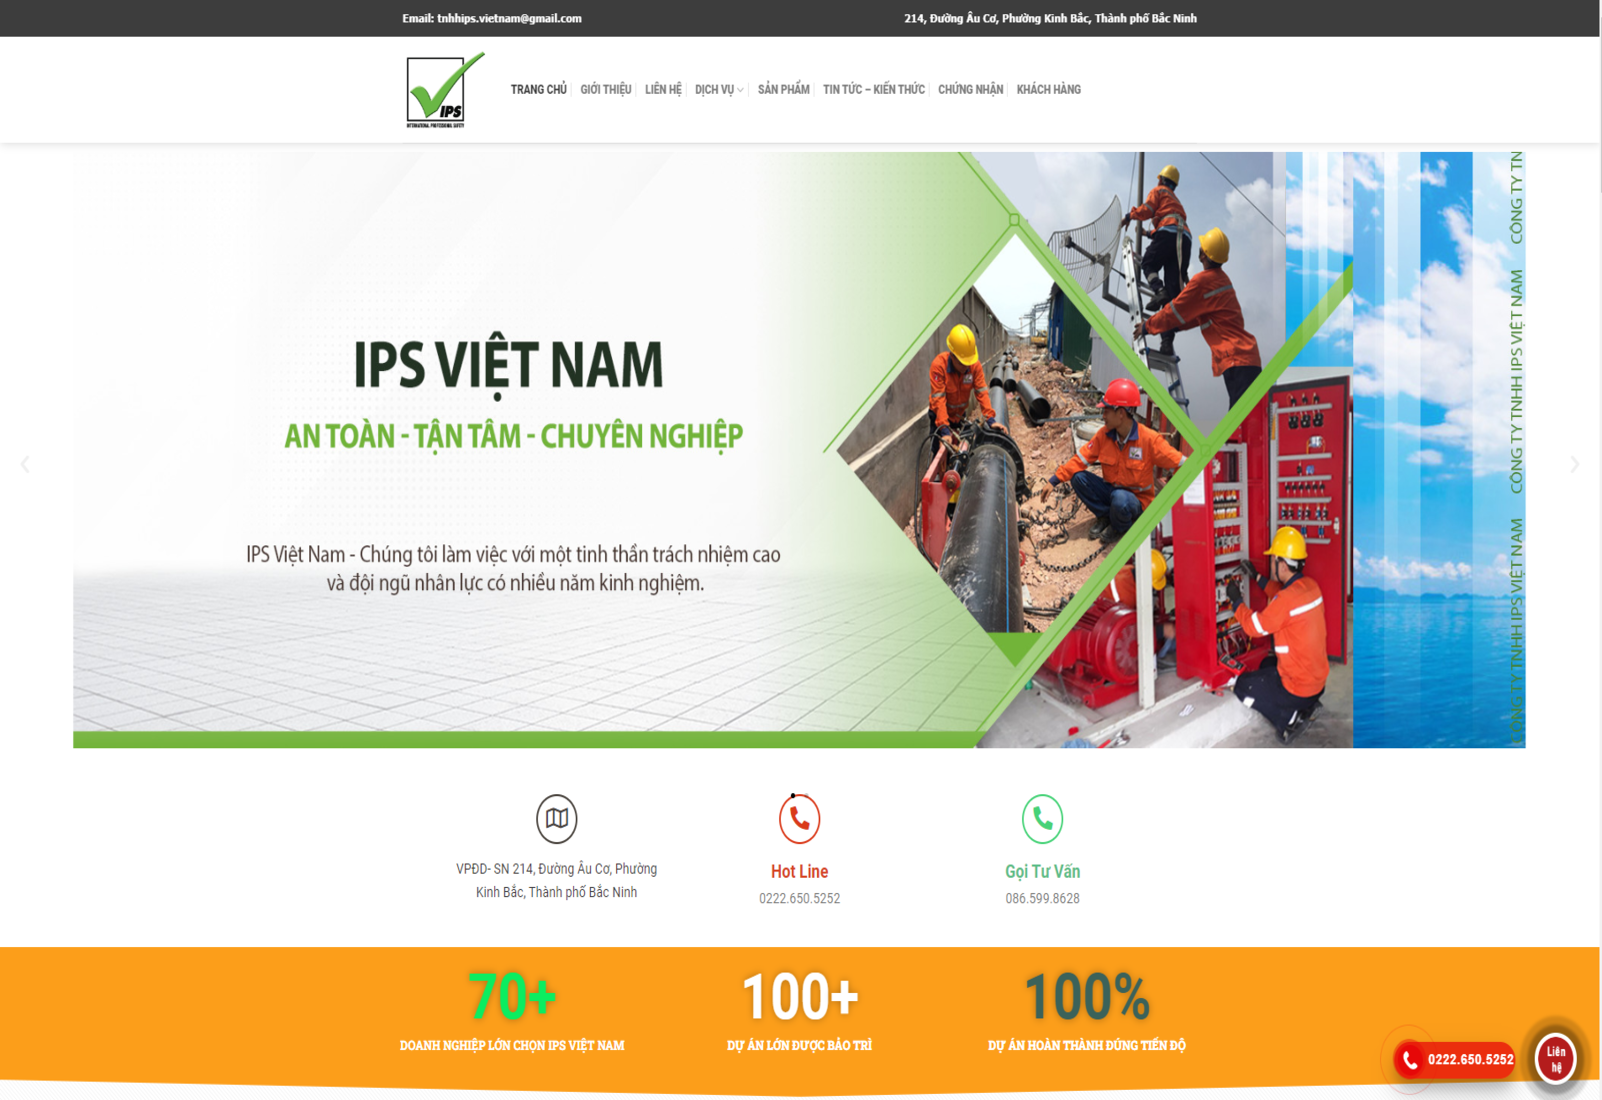 Email: tnhhips.vietnam@gmail.com
214, Đường Âu Cơ, Phường Kinh Bắc, Thành phố Bắc Ninh
IPS
INTERNATIONAL PROFESSIONAL SAFETY
TRANG CHỦ
GIỚI THIỆU
LIÊN HỆ
DỊCH VỤ
SẢN PHẨM
TIN TỨC – KIẾN THỨC
CHỨNG NHẬN
KHÁCH HÀNG
IPS VIỆT NAM
AN TOÀN - TẬN TÂM - CHUYÊN NGHIỆP
IPS Việt Nam - Chúng tôi làm việc với một tinh thần trách nhiệm cao
và đội ngũ nhân lực có nhiều năm kinh nghiệm.
CÔNG TY TNHH IPS VIỆT NAM CÔNG TY TNHH IPS VIỆT NAM CÔNG TY TN
VPĐD- SN 214, Đường Âu Cơ, Phường
Kinh Bắc, Thành phố Bắc Ninh
Hot Line
0222.650.5252
Gọi Tư Vấn
086.599.8628
70+
DOANH NGHIỆP LỚN CHỌN IPS VIỆT NAM
100+
DỰ ÁN LỚN ĐƯỢC BẢO TRÌ
100%
DỰ ÁN HOÀN THÀNH ĐÚNG TIẾN ĐỘ
0222.650.5252
Liên
hệ